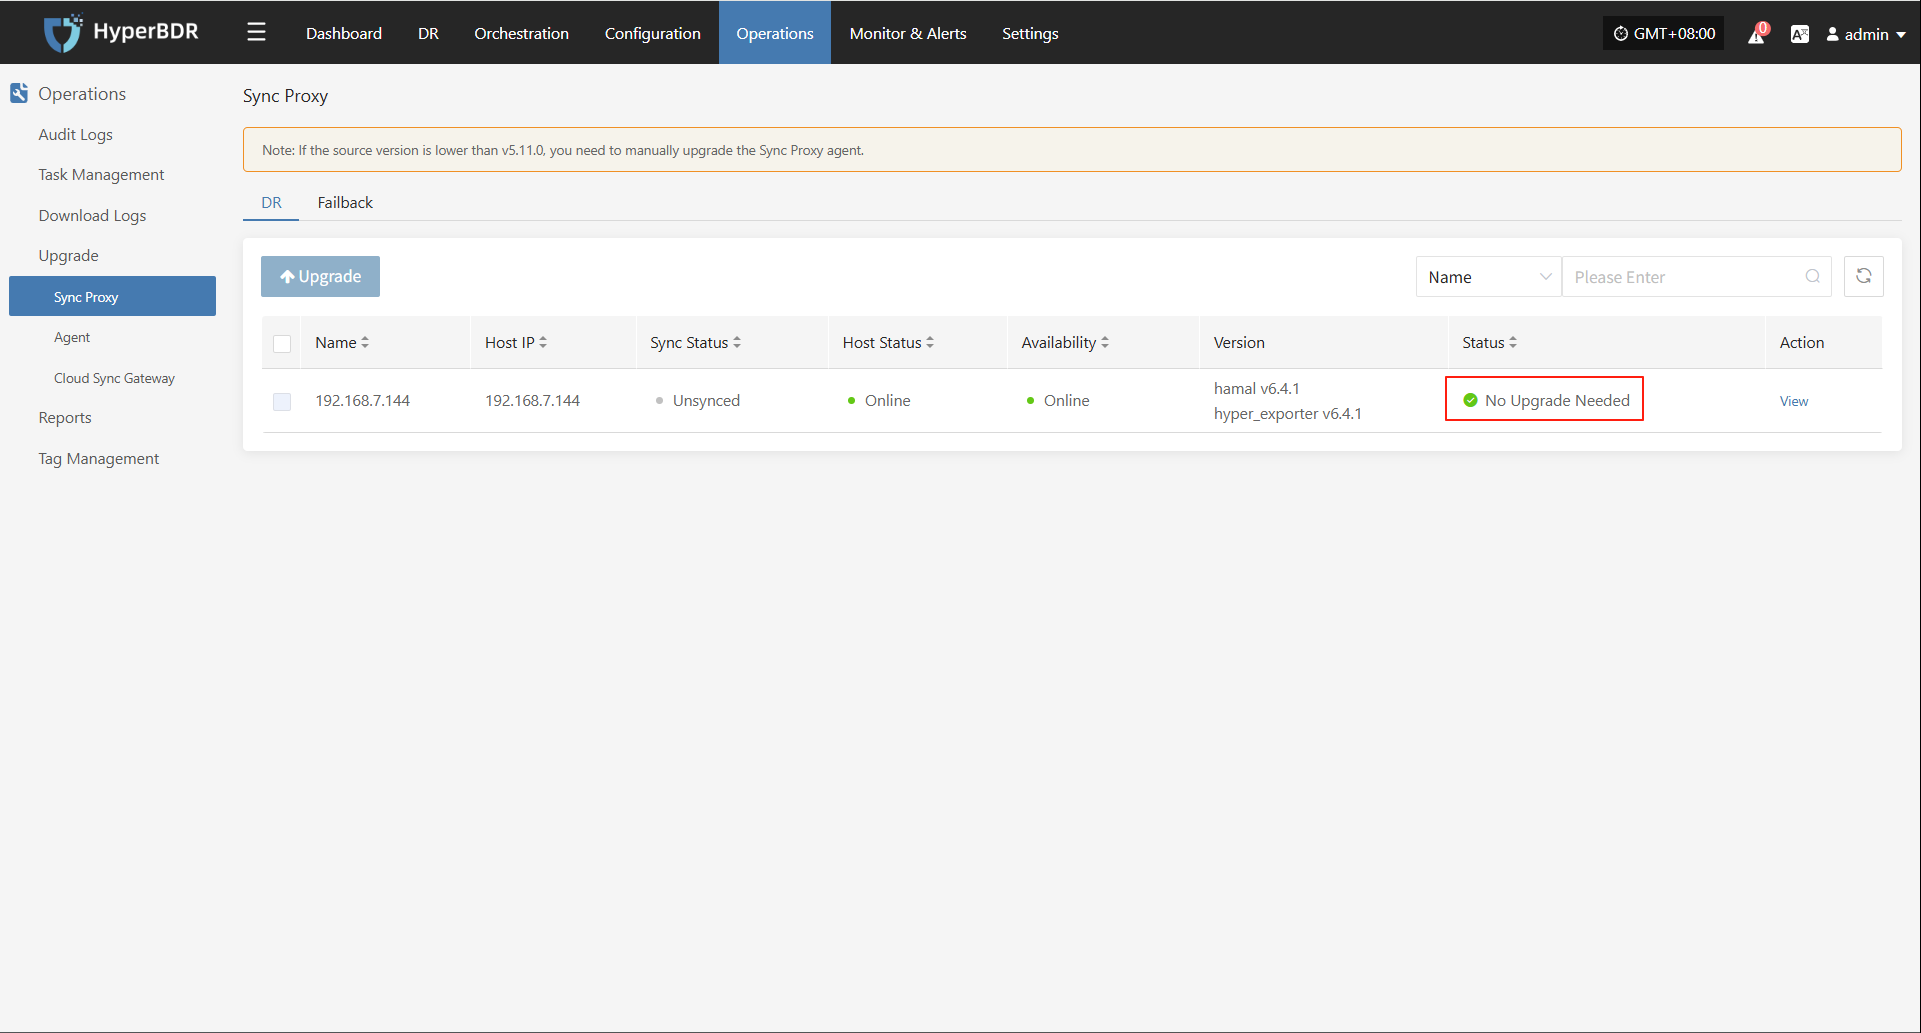 HyperBDR
Dashboard
DR
Orchestration
Configuration
Operations
Monitor & Alerts
Settings
GMT+08:00
0
A
admin
Operations
Audit Logs
Task Management
Download Logs
Upgrade
Sync Proxy
Agent
Cloud Sync Gateway
Reports
Tag Management
Sync Proxy
Note: If the source version is lower than v5.11.0, you need to manually upgrade the Sync Proxy agent.
DR
Failback
Upgrade
Name
Please Enter
Name
Host IP
Sync Status
Host Status
Availability
Version
Status
Action
192.168.7.144
192.168.7.144
Unsynced
Online
Online
hamal v6.4.1
hyper_exporter v6.4.1
No Upgrade Needed
View